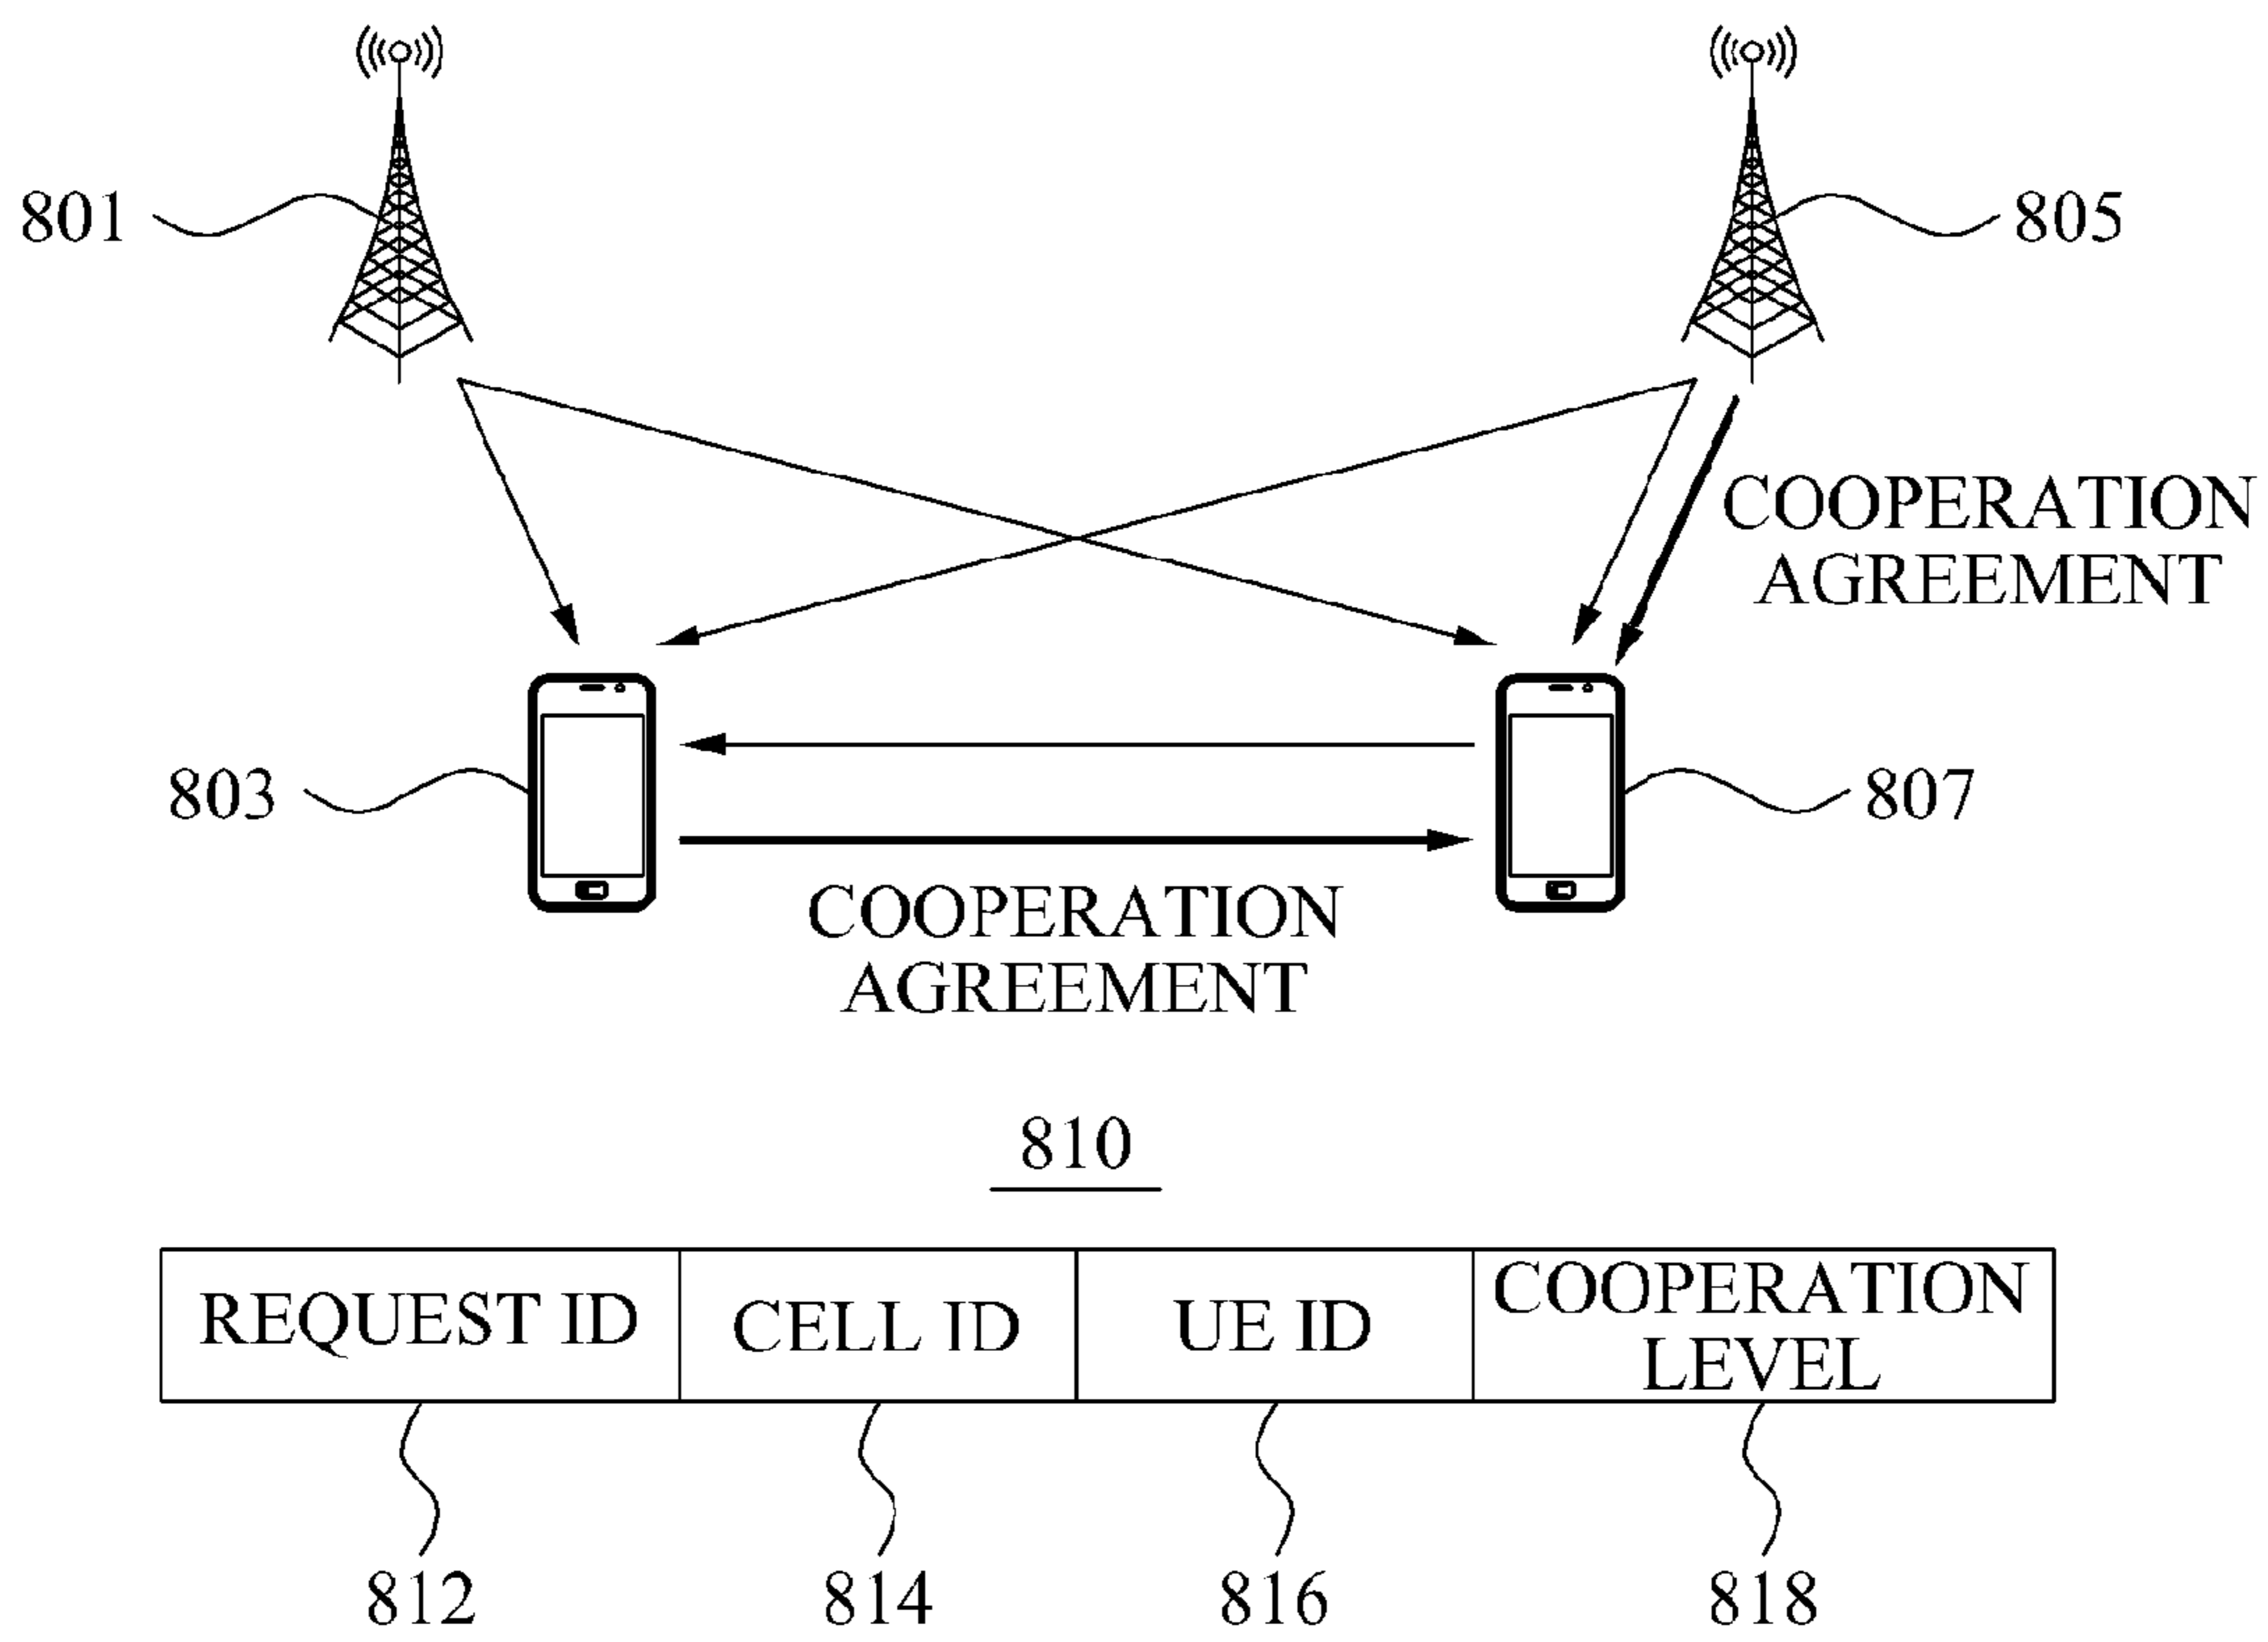 801
805
COOPERATION
AGREEMENT
803
807
COOPERATION
AGREEMENT
810
REQUEST ID
CELL ID
UE ID
COOPERATION
LEVEL
812
814
816
818